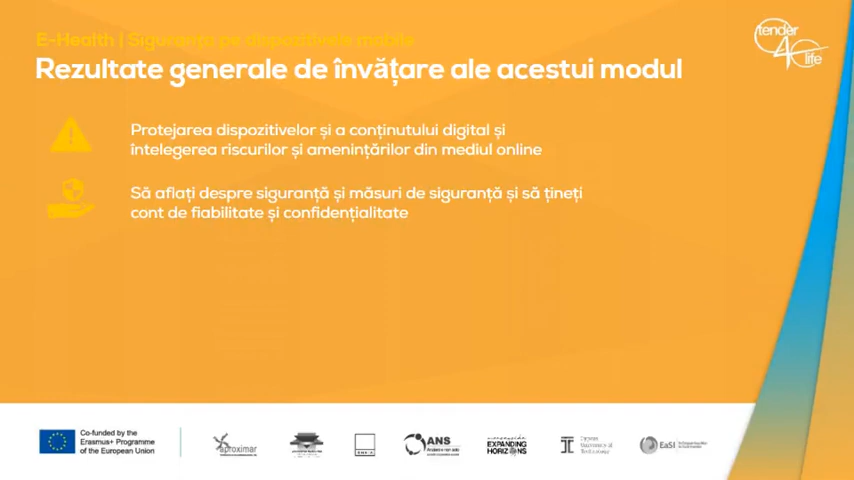 E-Health | Siguranța pe dispozitivele mobile
Rezultate generale de învățare ale acestui modul
tender
4
life
Protejarea dispozitivelor și a conținutului digital și
întelegerea riscurilor și amenințărilor din mediul online
Să aflați despre siguranță și măsuri de siguranță și să țineți
cont de fiabilitate și confidențialitate
Co-funded by the
Erasmus+ Programme
of the European Union
aproximar
ANS
EXPANDING
HORIZONS
EaSI